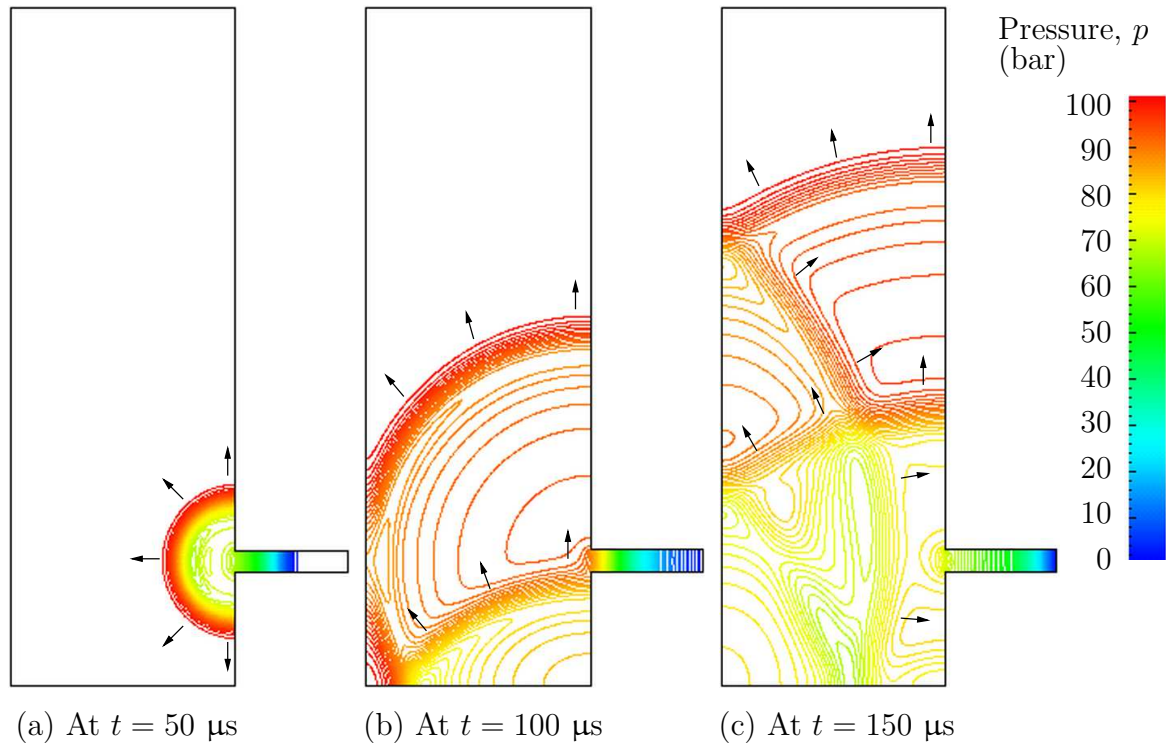 Pressure, p
(bar)
100
90
80
70
60
50
40
30
20
10
0
(a) At t = 50 µs
(b) At t = 100 µs
(c) At t = 150 µs